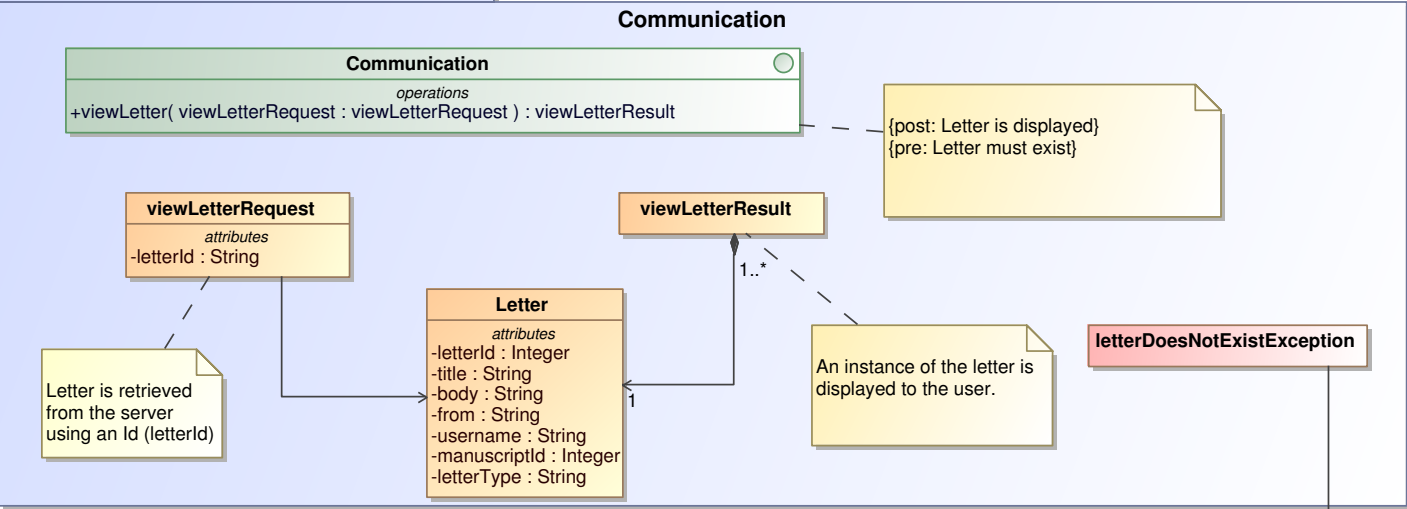 Communication
Communication
operations
+viewLetter( viewLetterRequest : viewLetterRequest ) : viewLetterResult
{post: Letter is displayed}
{pre: Letter must exist}
viewLetterRequest
attributes
-letterId : String
viewLetterResult
1..*
Letter
attributes
-letterId : Integer
-title : String
-body : String
-from : String
-username : String
-manuscriptId : Integer
-letterType : String
1
Letter is retrieved
from the server
using an Id (letterId)
An instance of the letter is
displayed to the user.
letterDoesNotExistException